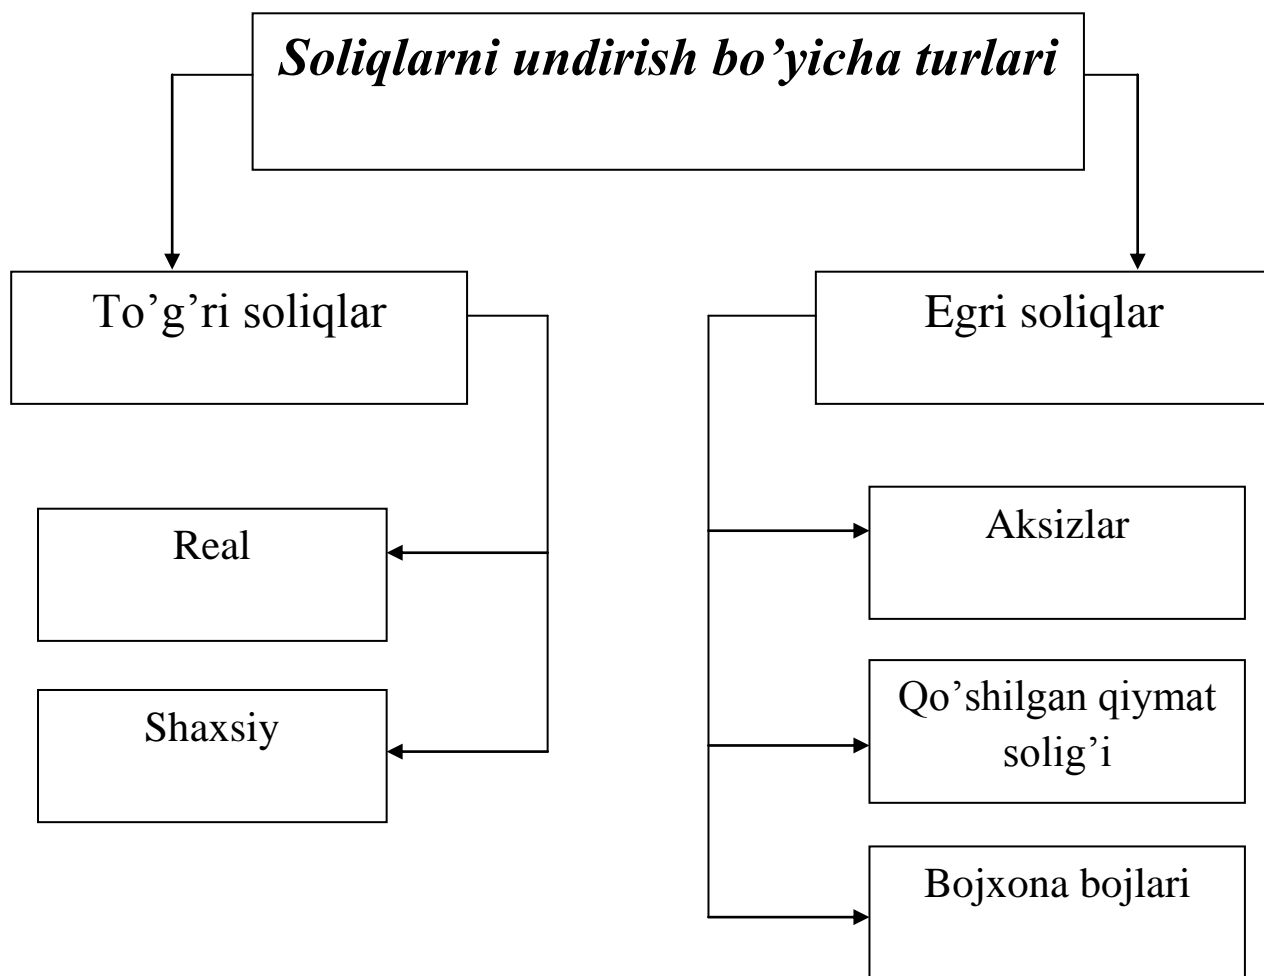 Soliqlarni undirish bo’yicha turlari
To’g’ri soliqlar
Egri soliqlar
Real
Shaxsiy
Aksizlar
Qo’shilgan qiymat
solig’i
Bojxona bojlari